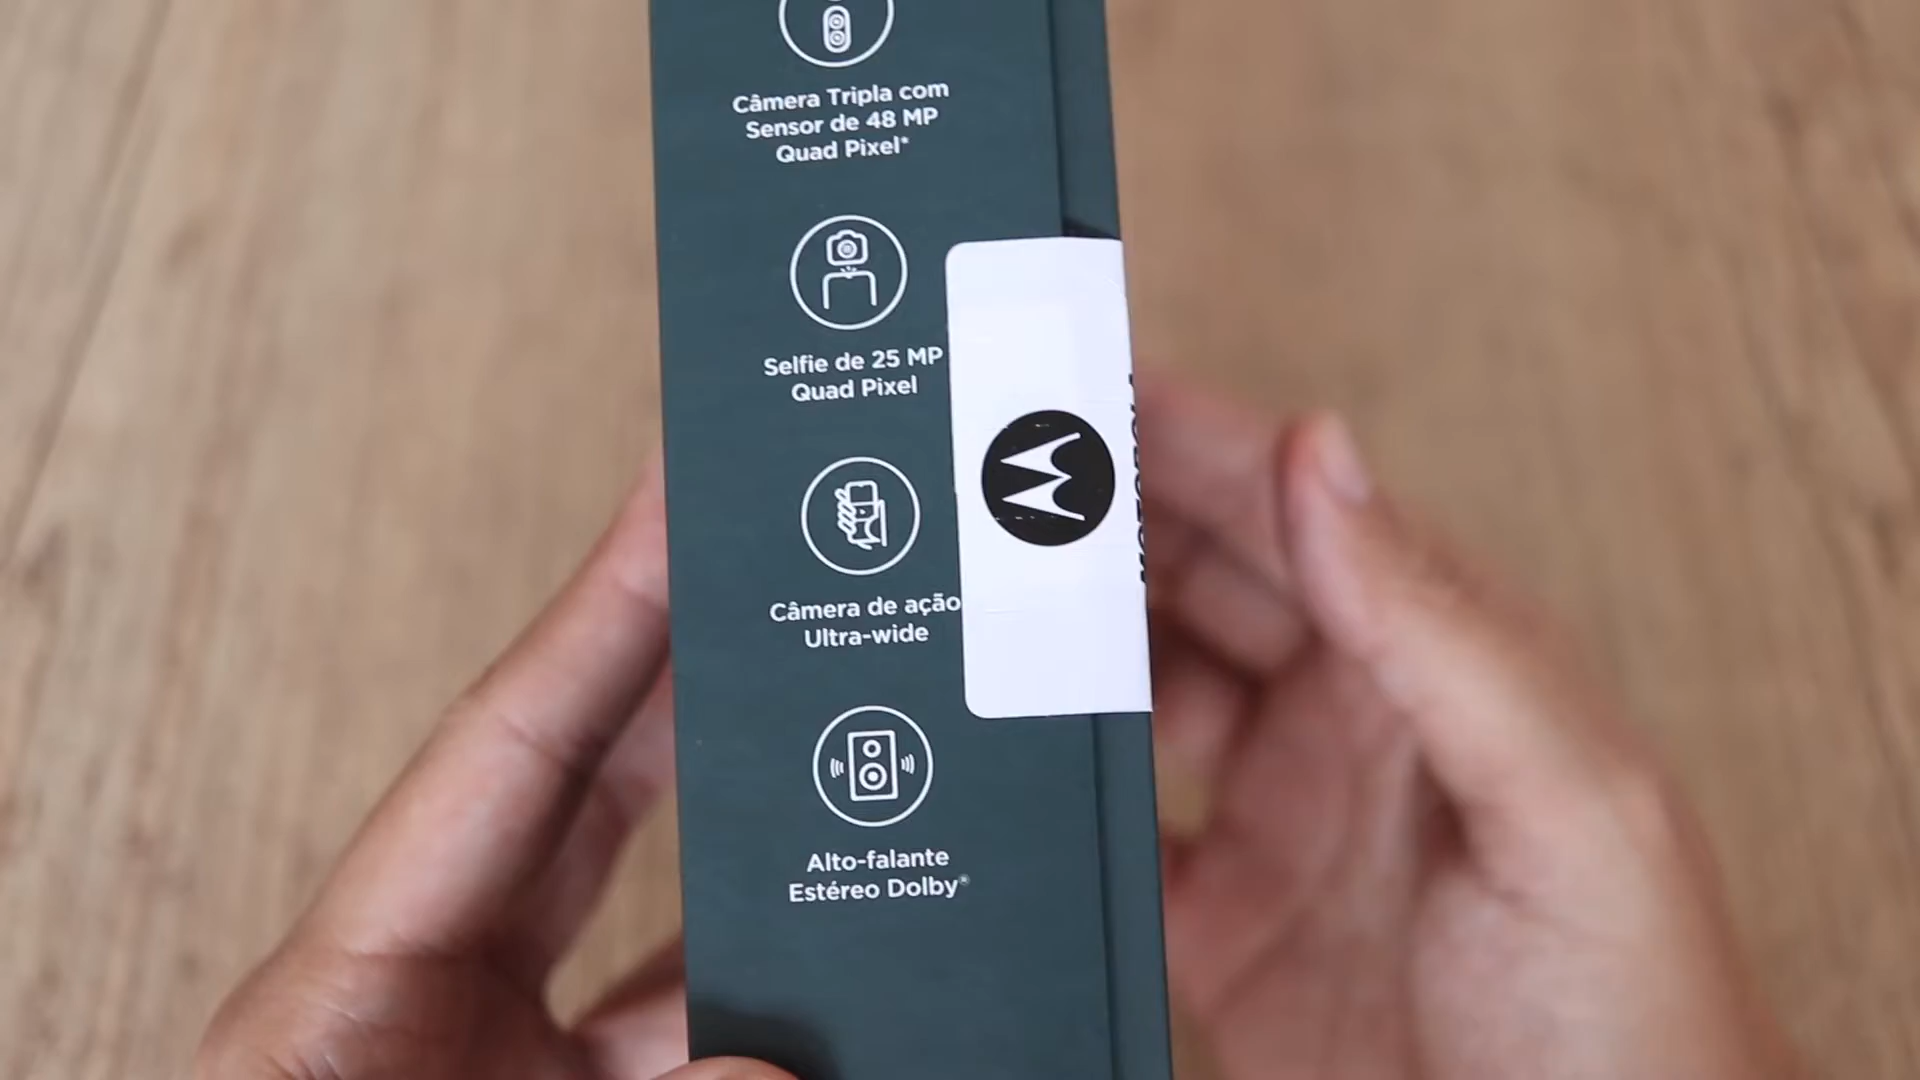 Câmera Tripla com
Sensor de 48 MP
Quad Pixel*
Selfie de 25 MP
Quad Pixel
Câmera de ação
Ultra-wide
Alto-falante
Estéreo Dolby®